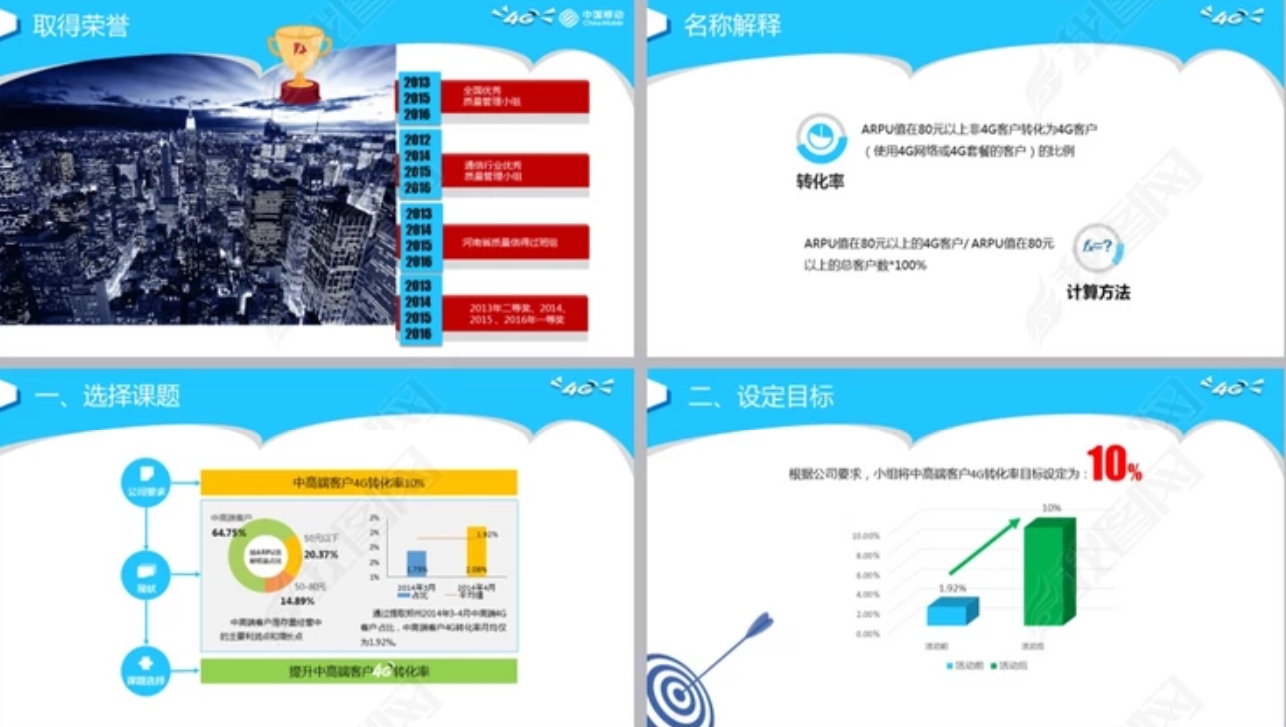 取得荣誉
4G
中国移动
China Mobile
2013
2015
2016
全国优秀
质量管理小组
2012
2014
2015
2016
通信行业优秀
质量管理小组
2013
2014
2015
2016
河南省质量信得过班组
2013
2014
2015
2016
2013年二等奖、2014、
2015、2016年一等奖
名称解释
4G
转化率
ARPU值在80元以上非4G客户转化为4G客户
（使用4G网络或4G套餐的客户）的比例
ARPU值在80元以上的4G客户/ ARPU值在80元
以上的总客户数*100%
fx=?
计算方法
一、选择课题
4G
公司要求
中高端客户4G转化率10%
现状
中高端客户
64.75%
50元以下
20.37%
50-80元
14.89%
中高端客户是存量经营中
的主要利润点和增长点
2%
2%
2%
2%
1%
1.75%
2.08%
1.92%
2014年3月
2014年4月
占比
平均值
通过提取郑州2014年3-4月中高端4G
客户占比，中高端客户4G转化率月均仅
为1.92%。
课题选择
提升中高端客户4G转化率
二、设定目标
4G
根据公司要求，小组将中高端客户4G转化率目标设定为：10%
10.00%
8.00%
6.00%
4.00%
2.00%
0.00%
1.92%
10%
活动前
活动后
活动前
活动后